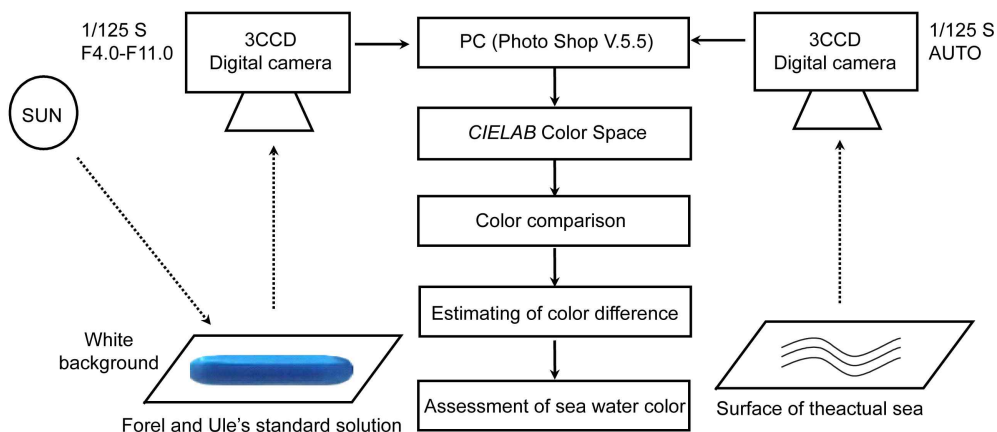 1/125 S
F4.0-F11.0
3CCD
Digital camera
PC (Photo Shop V.5.5)
3CCD
Digital camera
1/125 S
AUTO
SUN
CIELAB Color Space
Color comparison
Estimating of color difference
White
background
Assessment of sea water color
Forel and Ule's standard solution
Surface of theactual sea